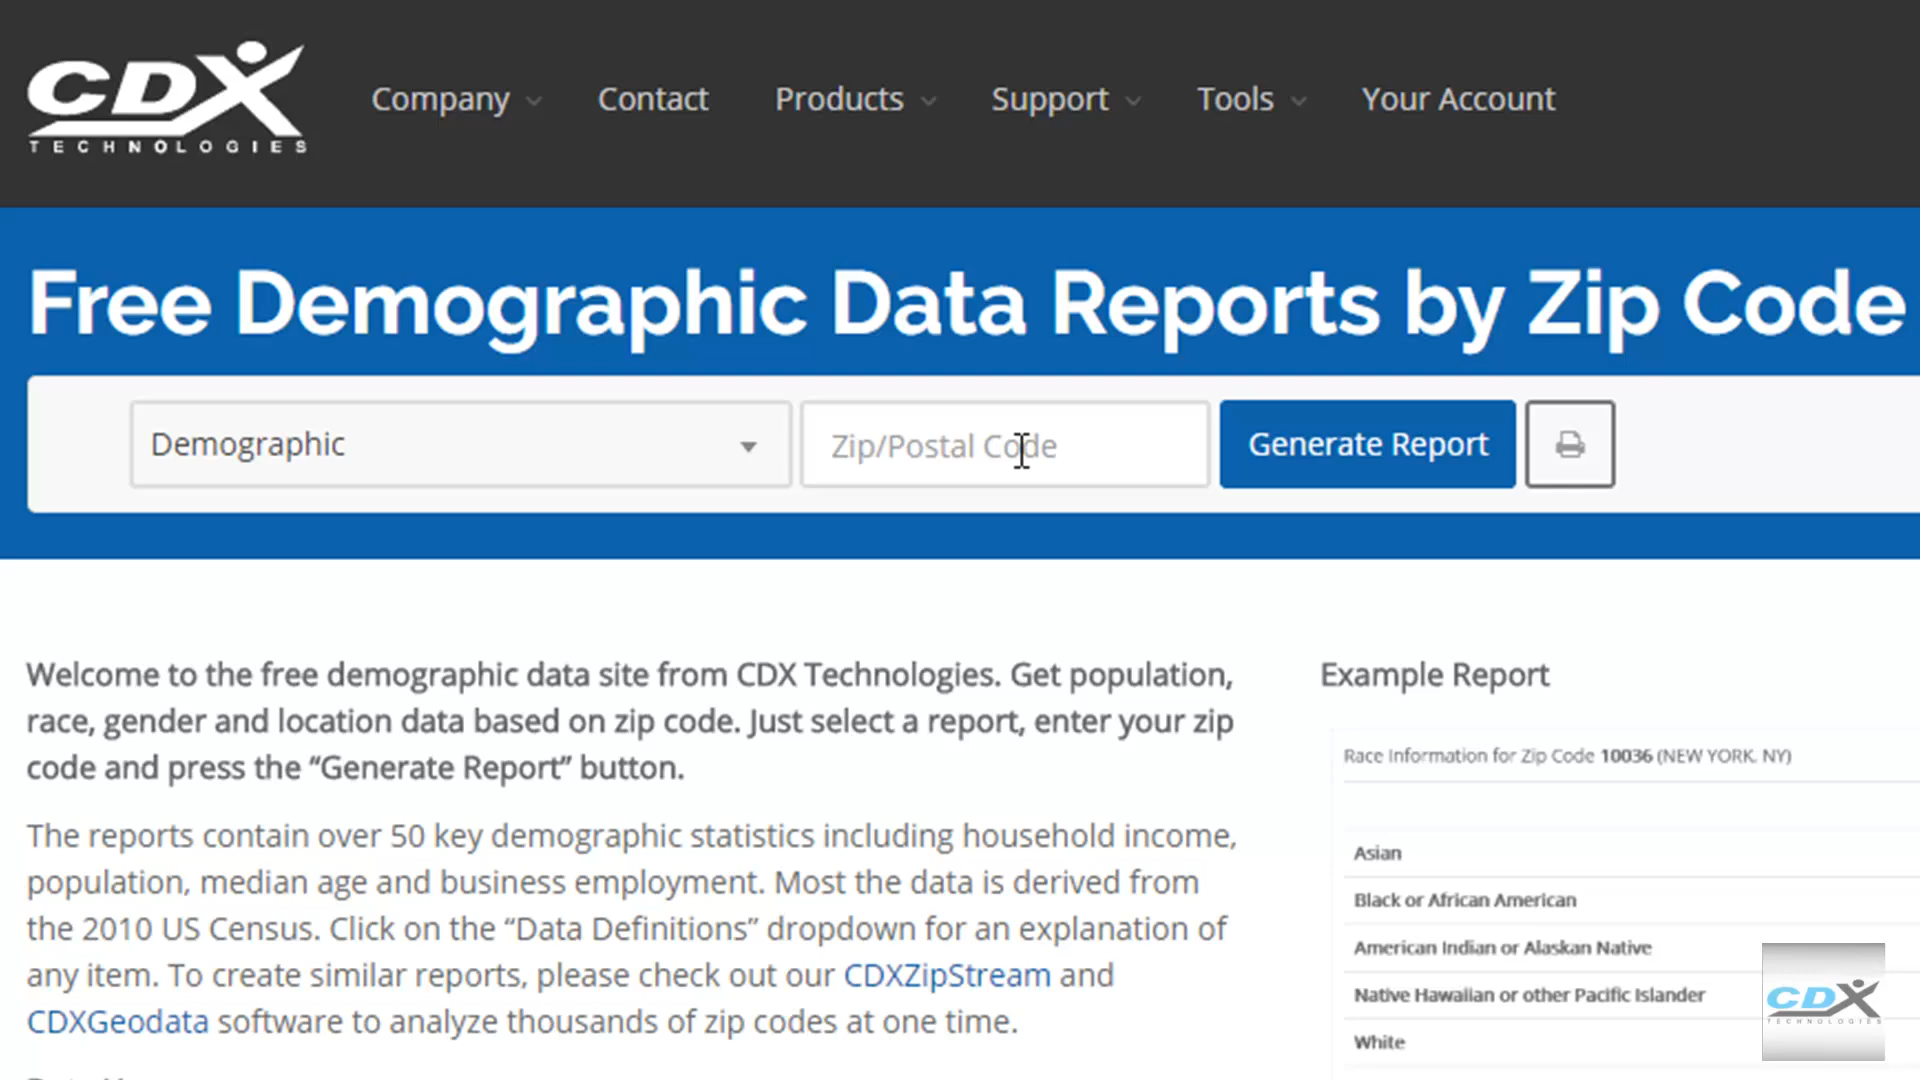 CDX
TECHNOLOGIES
Company Contact Products Support Tools Your Account
Free Demographic Data Reports by Zip Code
Demographic Zip/Postal Code Generate Report
Welcome to the free demographic data site from CDX Technologies. Get population,
race, gender and location data based on zip code. Just select a report, enter your zip
code and press the “Generate Report” button.
The reports contain over 50 key demographic statistics including household income,
population, median age and business employment. Most the data is derived from
the 2010 US Census. Click on the “Data Definitions” dropdown for an explanation of
any item. To create similar reports, please check out our CDXZipStream and
CDXGeodata software to analyze thousands of zip codes at one time.
Example Report
Race Information for Zip Code 10036 (NEW YORK, NY)
Asian
Black or African American
American Indian or Alaskan Native
Native Hawaiian or other Pacific Islander
White
CDX
TECHNOLOGIES